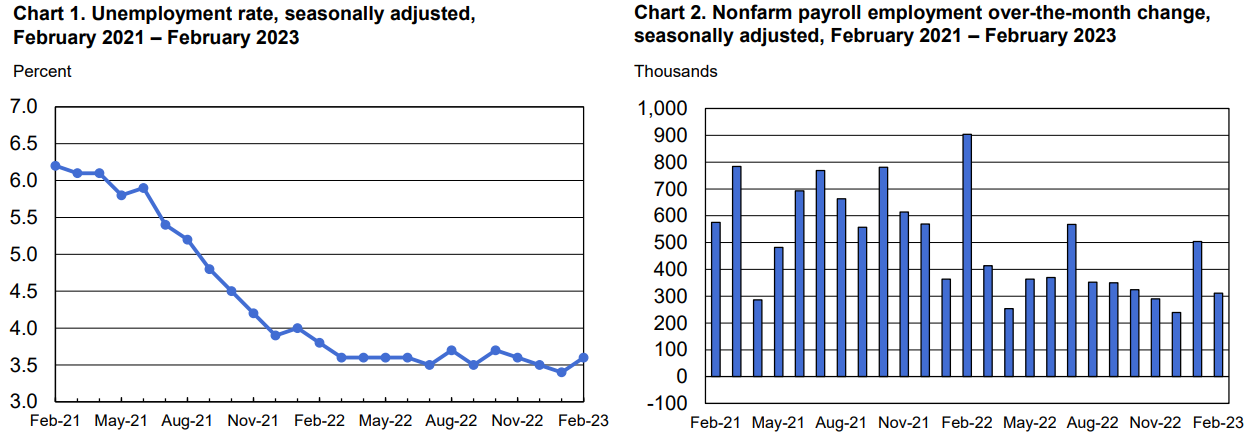 Chart 1. Unemployment rate, seasonally adjusted,
February 2021 – February 2023
Percent
7.0
6.5
6.0
5.5
5.0
4.5
4.0
3.5
3.0
Feb-21 May-21 Aug-21 Nov-21 Feb-22 May-22 Aug-22 Nov-22 Feb-23
Chart 2. Nonfarm payroll employment over-the-month change,
seasonally adjusted, February 2021 – February 2023
Thousands
1,000
900
800
700
600
500
400
300
200
100
0
-100
Feb-21 May-21 Aug-21 Nov-21 Feb-22 May-22 Aug-22 Nov-22 Feb-23